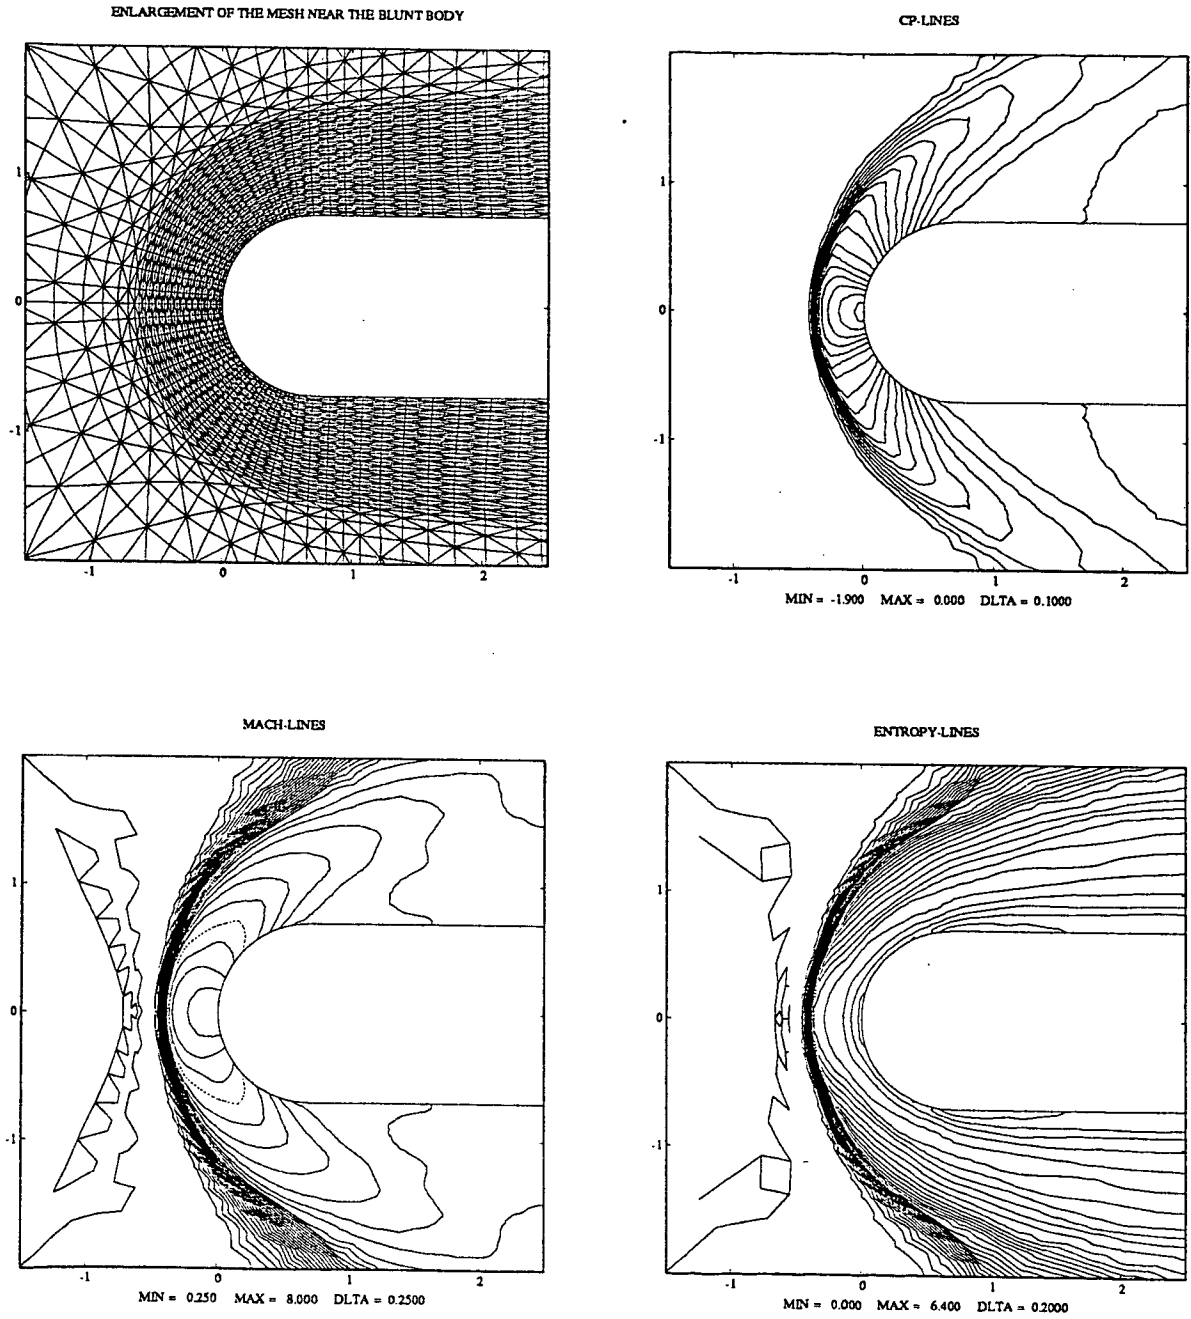 ENLARGEMENT OF THE MESH NEAR THE BLUNT BODY
1
0
-1
-1 0 1 2
CP-LINES
1
0
-1
-1 0 1 2
MIN = -1.900 MAX = 0.000 DLTA = 0.1000
MACH-LINES
1
0
-1
-1 0 1 2
MIN = 0.250 MAX = 8.000 DLTA = 0.2500
ENTROPY-LINES
1
0
-1
-1 0 1 2
MIN = 0.000 MAX = 6.400 DLTA = 0.2000